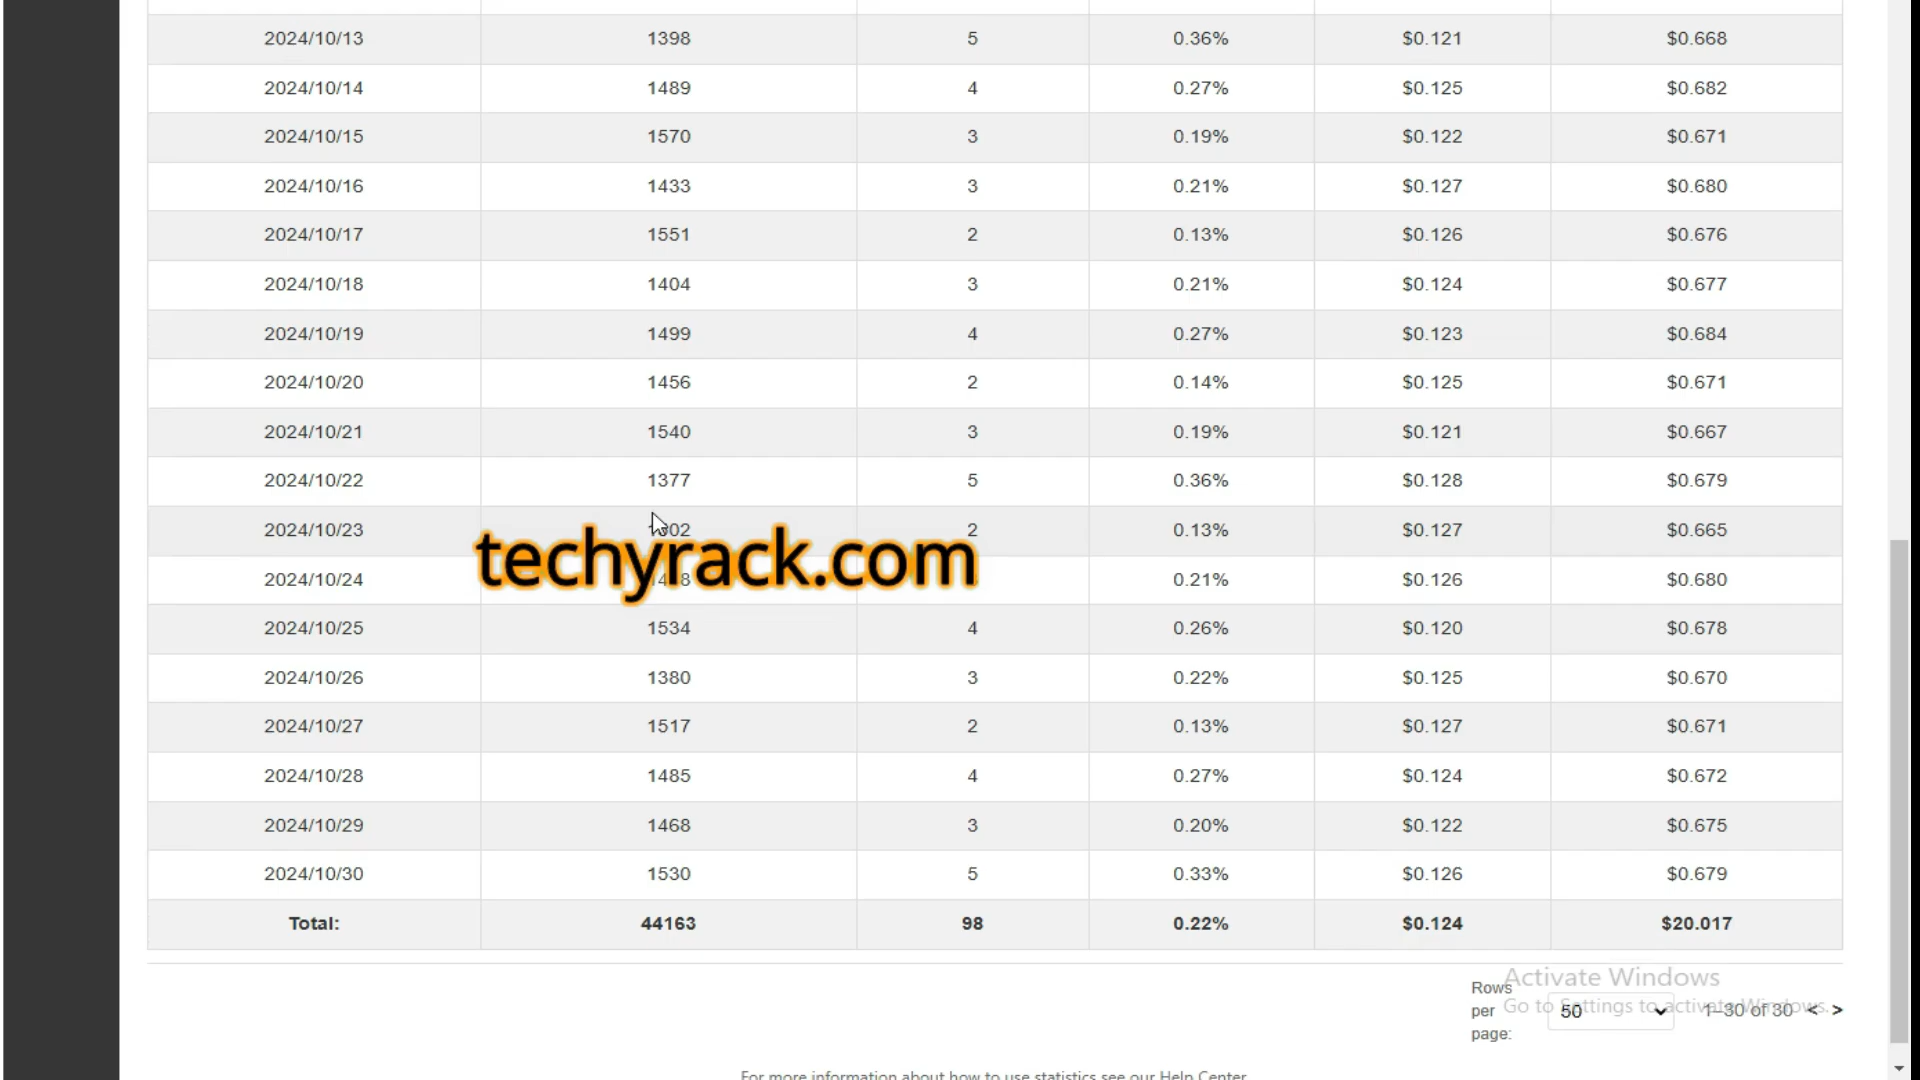 2024/10/13 1398 5 0.36% $0.121 $0.668
2024/10/14 1489 4 0.27% $0.125 $0.682
2024/10/15 1570 3 0.19% $0.122 $0.671
2024/10/16 1433 3 0.21% $0.127 $0.680
2024/10/17 1551 2 0.13% $0.126 $0.676
2024/10/18 1404 3 0.21% $0.124 $0.677
2024/10/19 1499 4 0.27% $0.123 $0.684
2024/10/20 1456 2 0.14% $0.125 $0.671
2024/10/21 1540 3 0.19% $0.121 $0.667
2024/10/22 1377 5 0.36% $0.128 $0.679
2024/10/23 2 0.13% $0.127 $0.665
techyrack.com
2024/10/24 0.21% $0.126 $0.680
2024/10/25 1534 4 0.26% $0.120 $0.678
2024/10/26 1380 3 0.22% $0.125 $0.670
2024/10/27 1517 2 0.13% $0.127 $0.671
2024/10/28 1485 4 0.27% $0.124 $0.672
2024/10/29 1468 3 0.20% $0.122 $0.675
2024/10/30 1530 5 0.33% $0.126 $0.679
Total: 44163 98 0.22% $0.124 $20.017
Activate Windows
Go to Settings to activate Windows.
Rows
per
page:
50
1–30 of 30 < >
For more information about how to use statistics see our Help Center